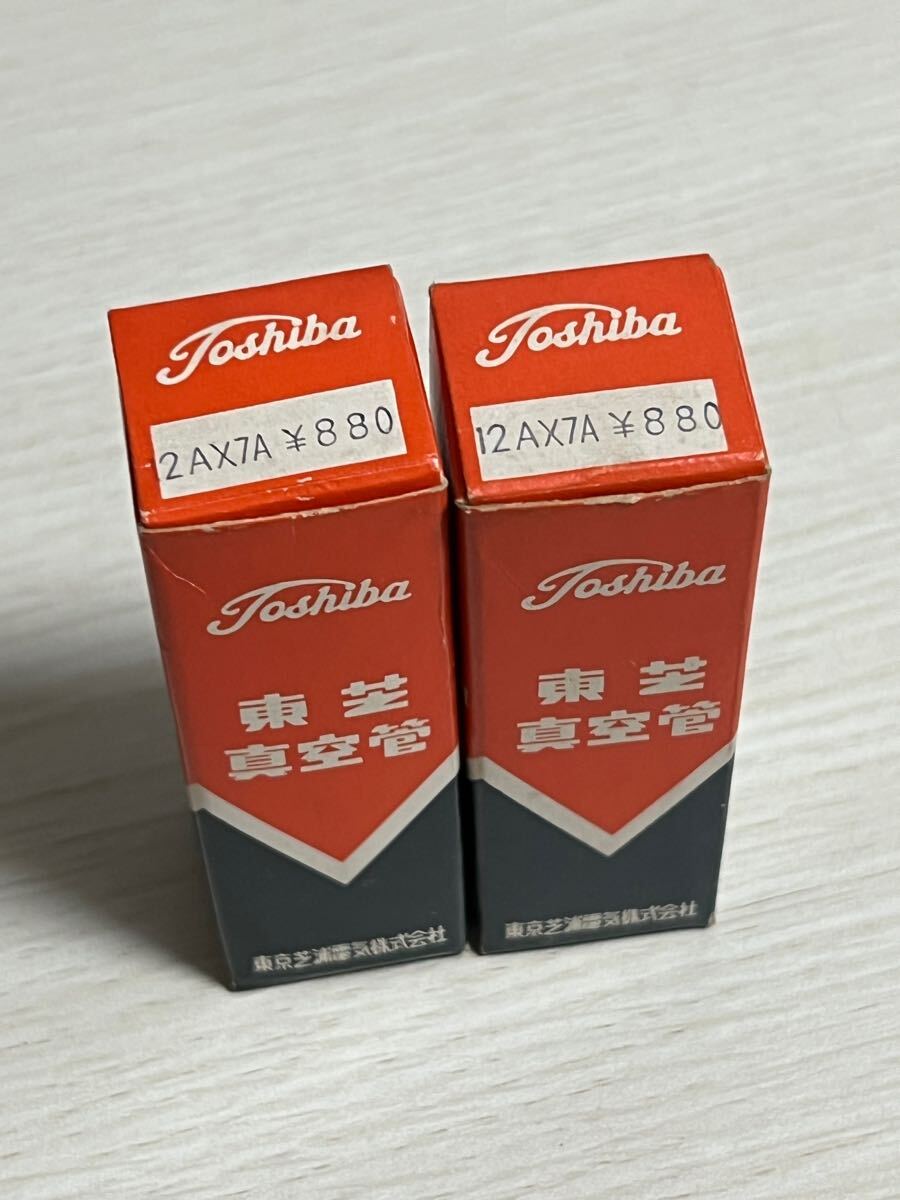 Toshiba
2AX7A ¥880
Toshiba
東芝
真空管
東京芝浦電気株式会社
Toshiba
12AX7A ¥880
Toshiba
東芝
真空管
東京芝浦電気株式会社